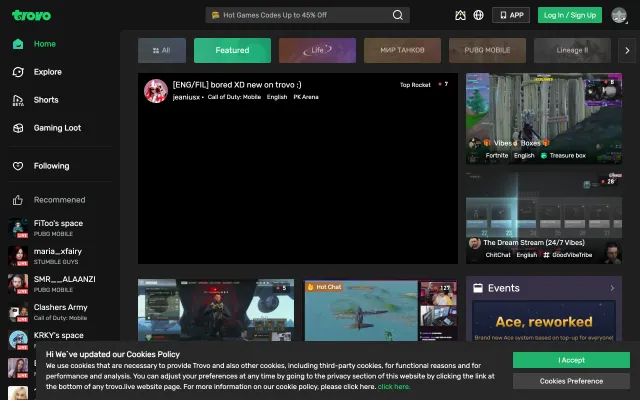 trovo
Hot Games Codes Up to 45% Off
APP
Log In / Sign Up
Home
Explore
Shorts
BETA
Gaming Loot
Following
Recommened
FiToo's space
PUBG MOBILE
LIVE
maria_xfairy
STUMBLE GUYS
LIVE
SMR__ALAANZI
PUBG MOBILE
LIVE
Clashers Army
Call of Duty: Mobile
LIVE
KRKY's space
LIVE
All
Featured
Life
МИР ТАНКОВ
PUBG MOBILE
Lineage II
[ENG/FIL] bored XD new on trovo :)
jeaniusx • Call of Duty: Mobile English PK Arena
Top Rocket 7
8
Vibes Boxes
Fortnite English Treasure box
28
The Dream Stream (24/7 Vibes)
ChitChat English # GoodVibeTribe
5
Hot Chat
127
Events
Ace, reworked
Brand new Ace system based on top-up for everyone!
Hi We`ve updated our Cookies Policy
We use cookies that are necessary to provide Trovo and also other cookies, including third-party cookies, for functional reasons and for
performance and analysis. You can adjust your preferences at any time by going to the privacy section of this website by clicking the link at
the bottom of any trovo.live website page. For more information on our cookie policy, please click here. click here.
I Accept
Cookies Preference